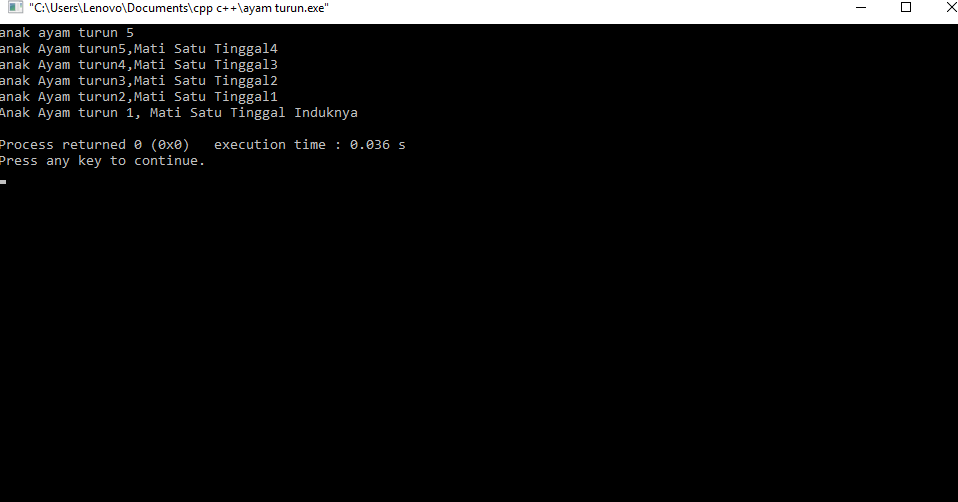 "C:\Users\Lenovo\Documents\cpp c++\ayam turun.exe"
anak ayam turun 5
anak Ayam turun5,Mati Satu Tinggal4
anak Ayam turun4,Mati Satu Tinggal3
anak Ayam turun3,Mati Satu Tinggal2
anak Ayam turun2,Mati Satu Tinggal1
Anak Ayam turun 1, Mati Satu Tinggal Induknya
Process returned 0 (0x0)   execution time : 0.036 s
Press any key to continue.